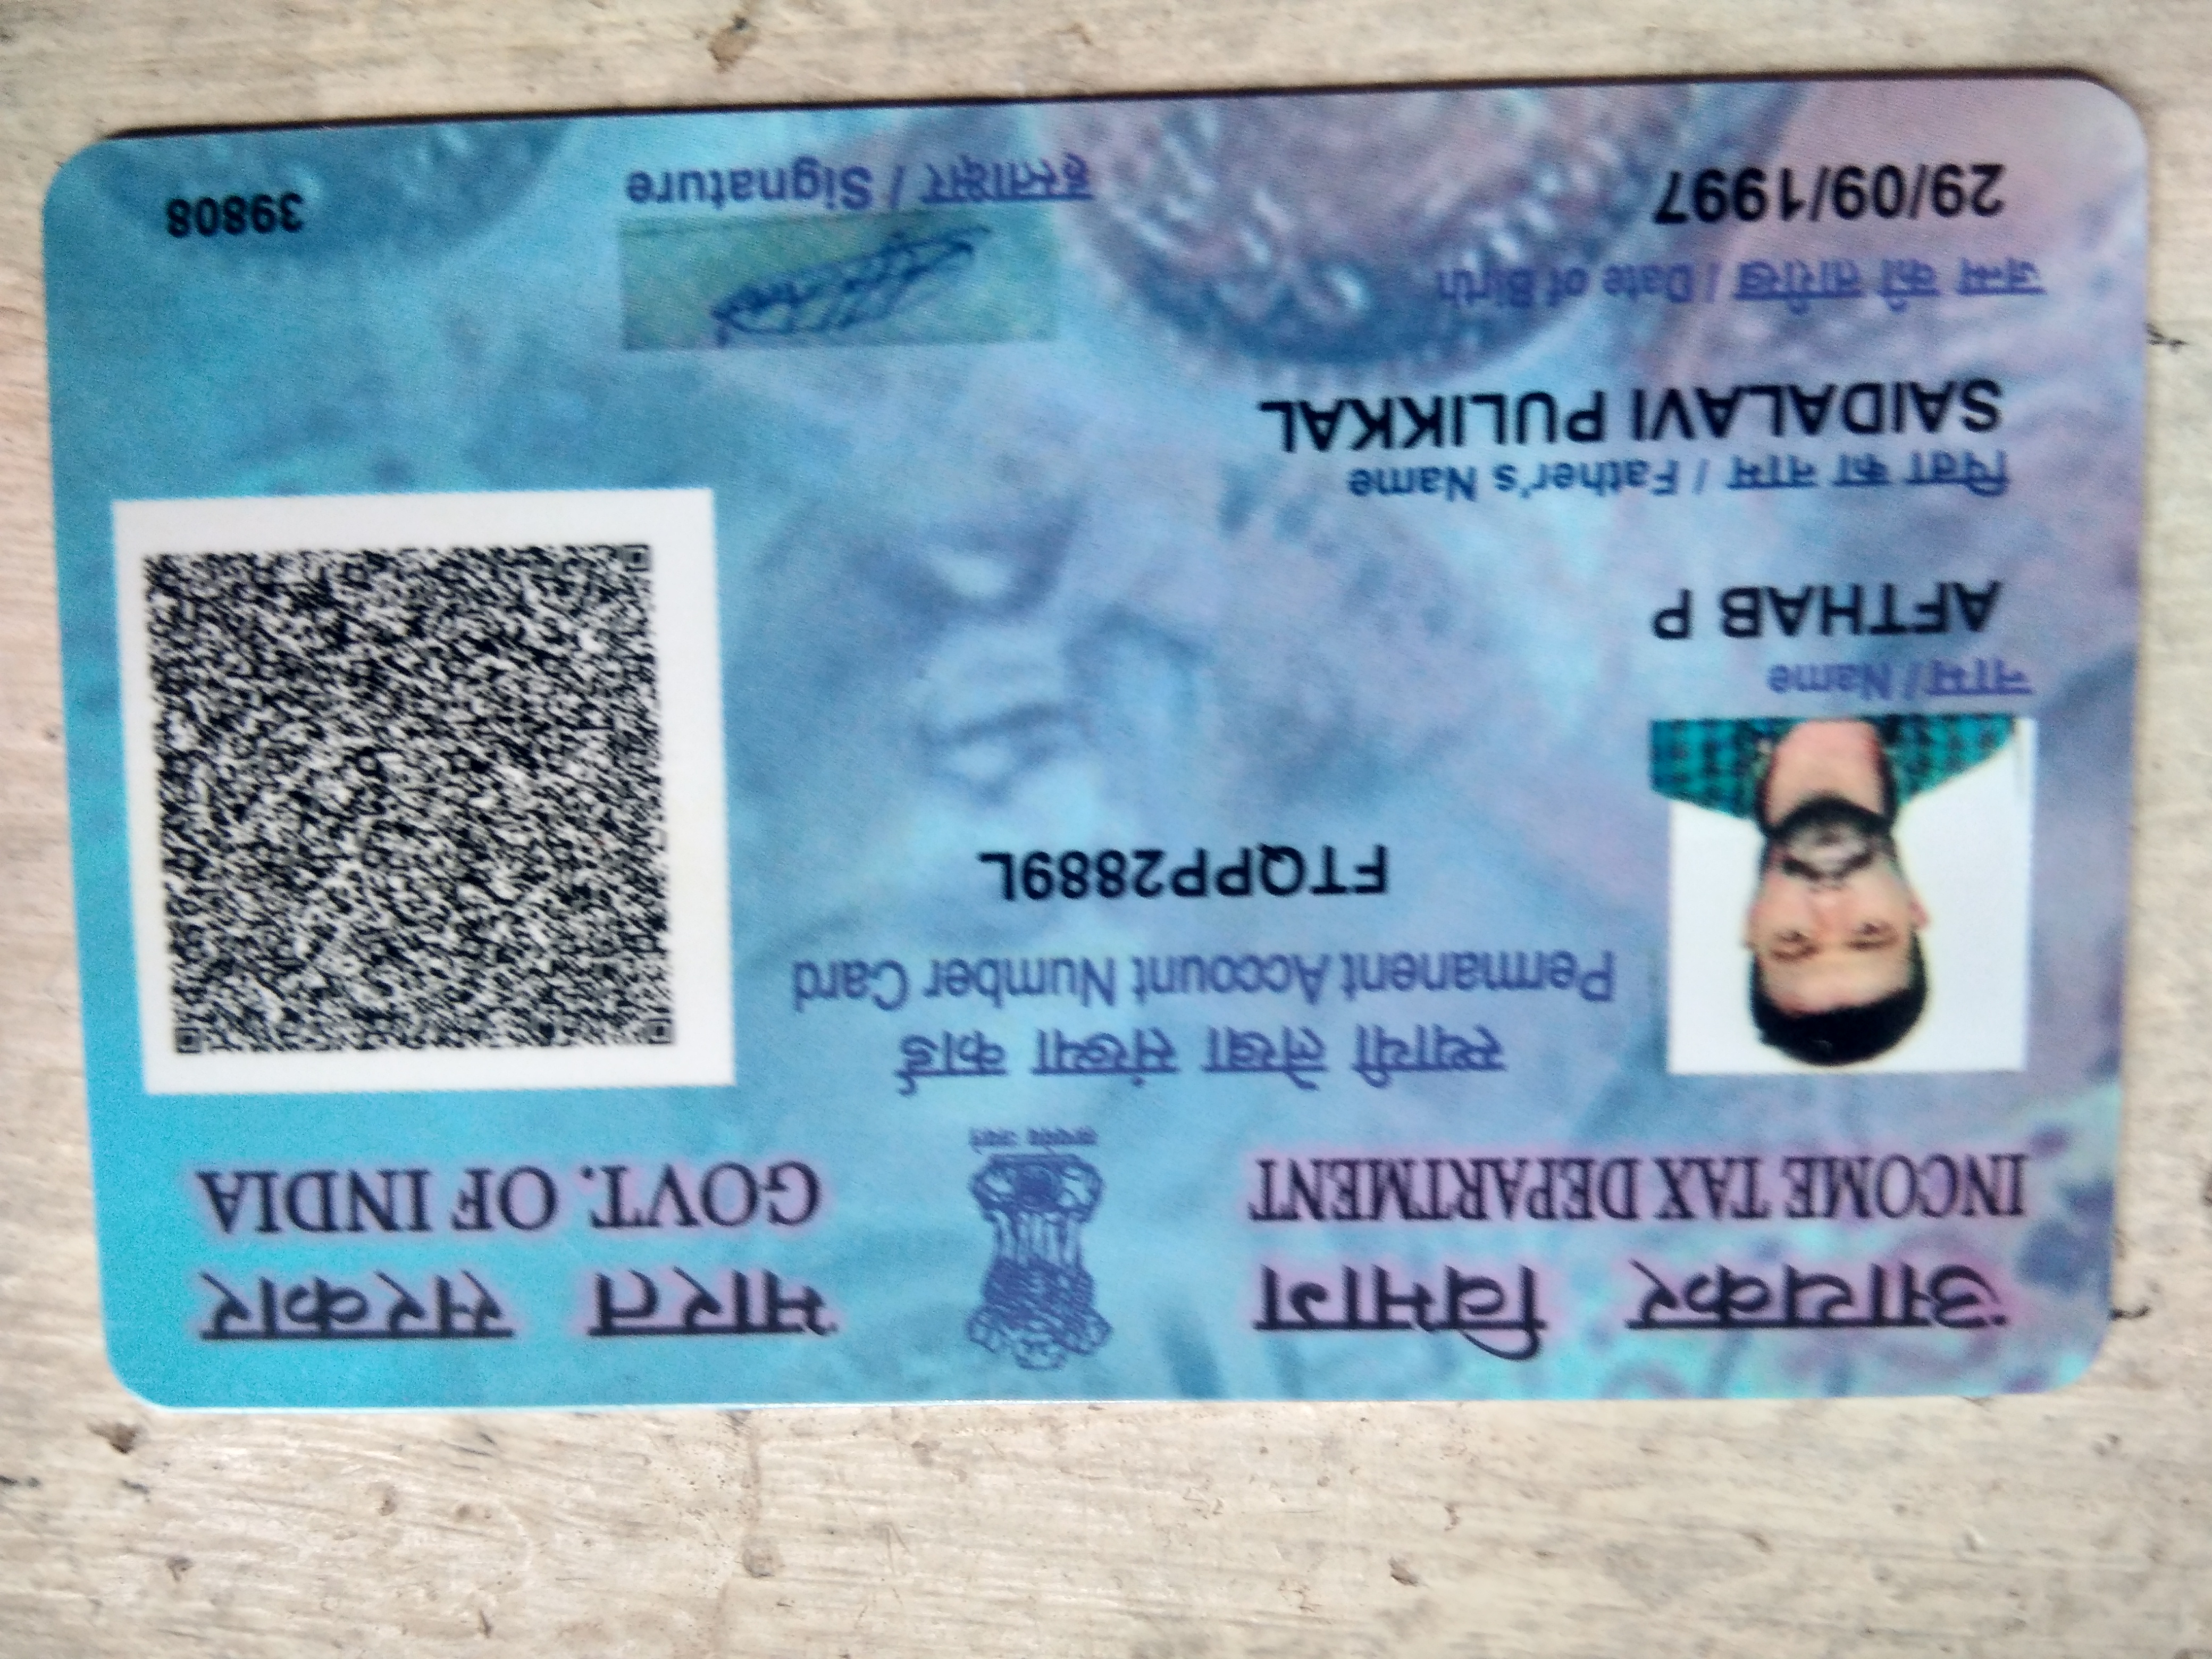 आयकर विभाग
INCOME TAX DEPARTMENT
सत्यमेव जयते
भारत सरकार
GOVT. OF INDIA
स्थायी लेखा संख्या कार्ड
Permanent Account Number Card
FTQPP2889L
नाम / Name
AFTHAB P
पिता का नाम / Father's Name
SAIDALAVI PULIKKAL
जन्म की तारीख / Date of Birth
29/09/1997
हस्ताक्षर / Signature
39808